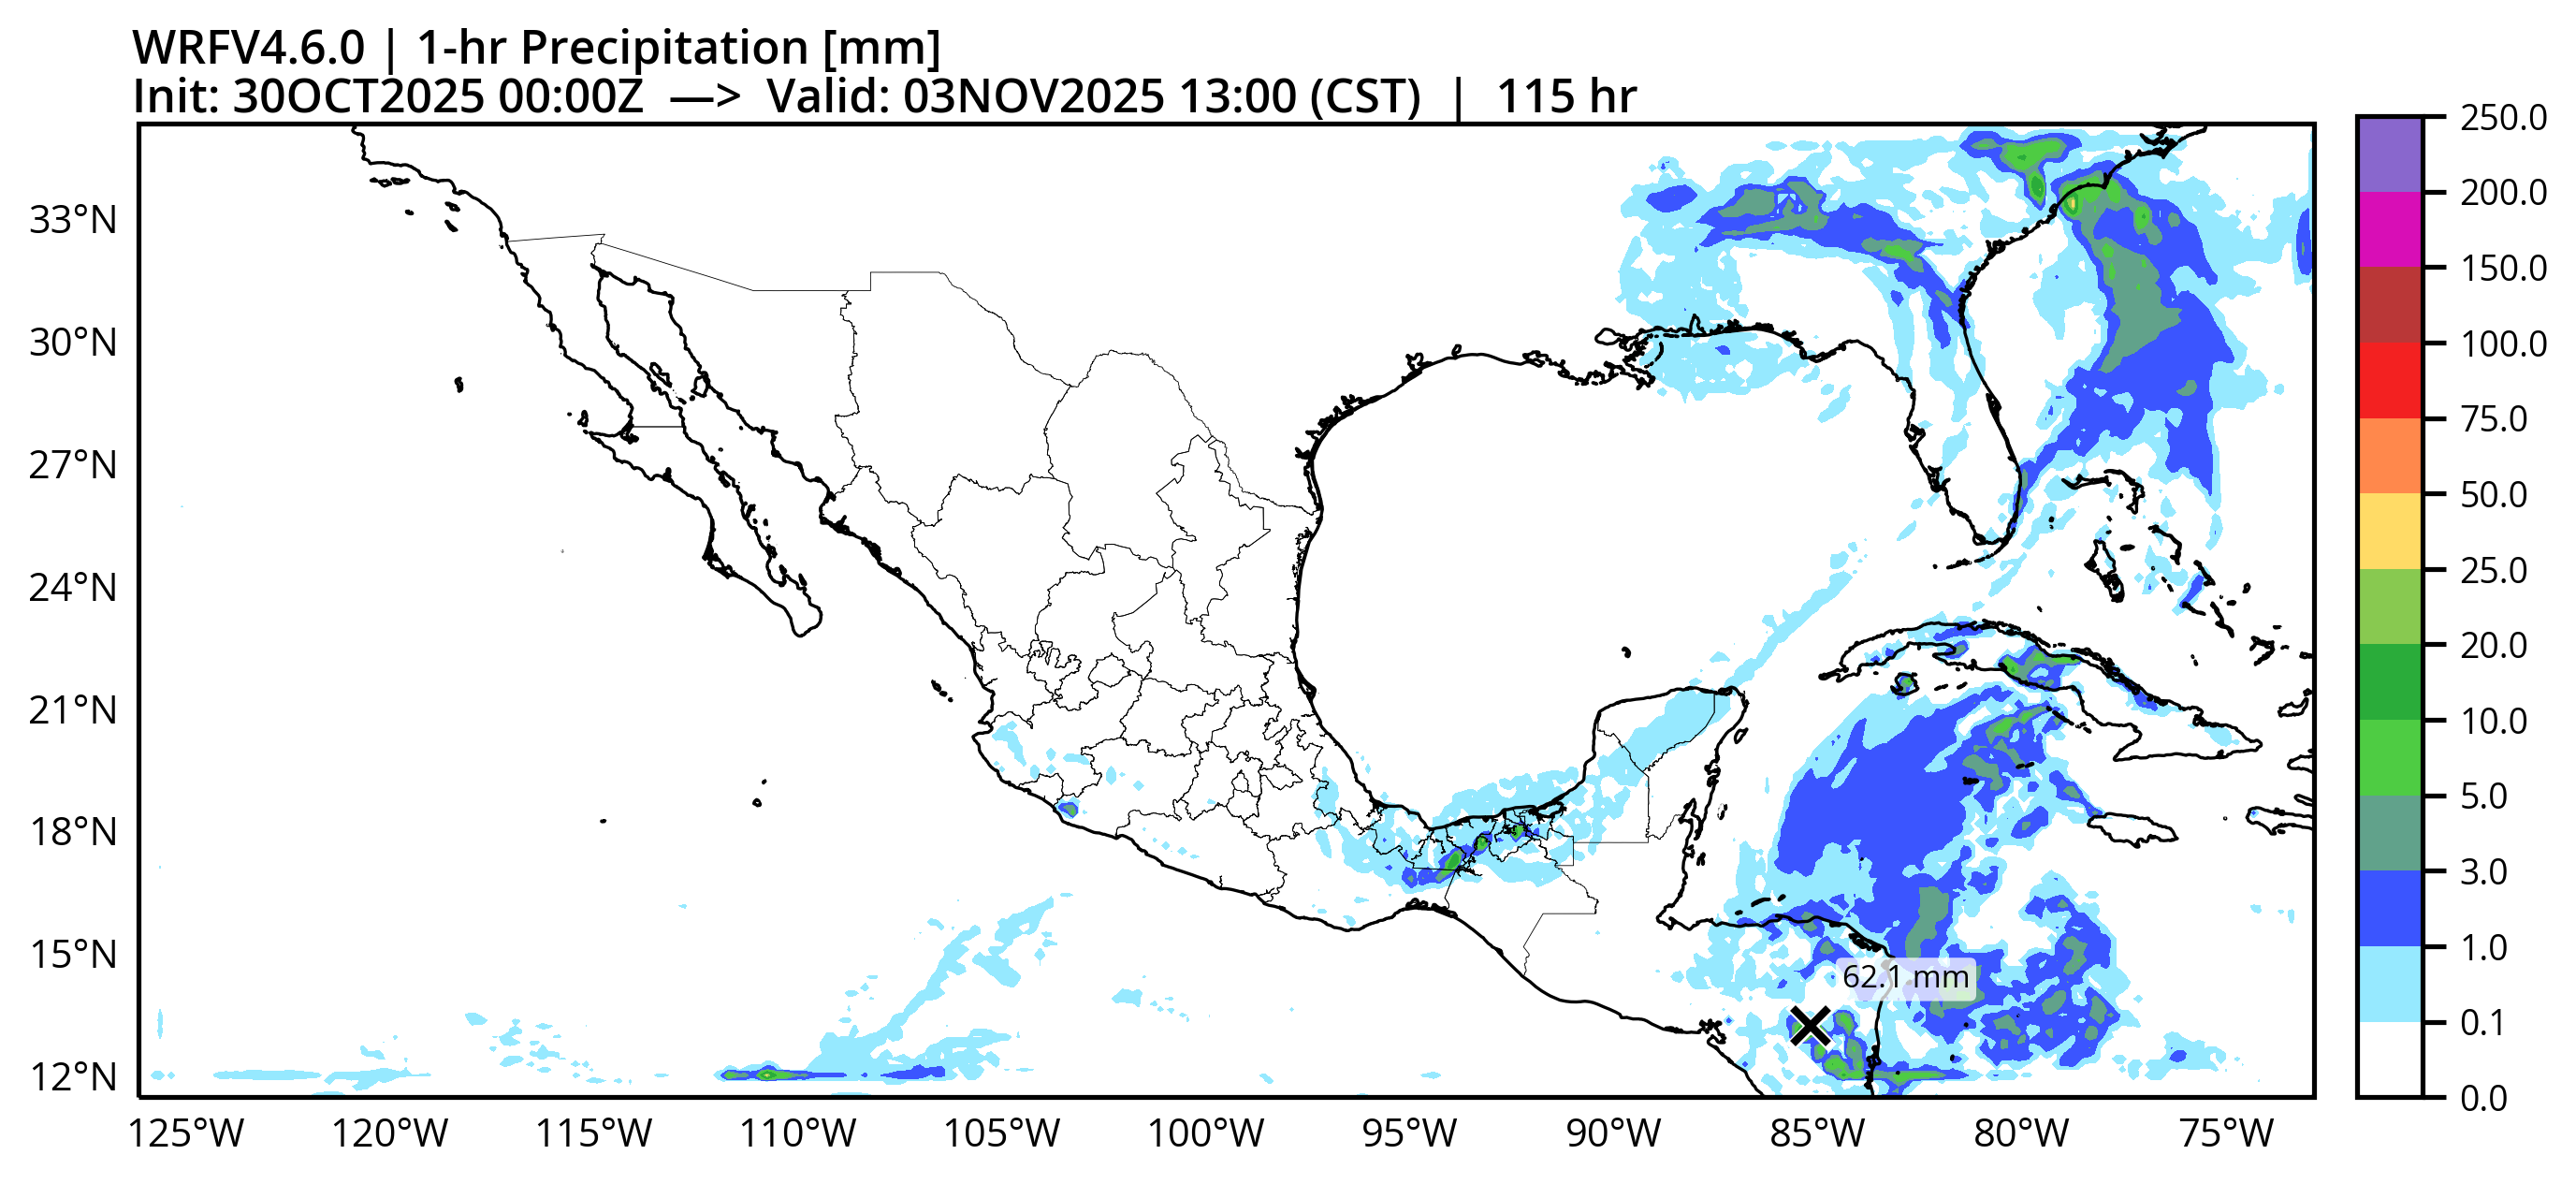 WRFV4.6.0 | 1-hr Precipitation [mm]
Init: 30OCT2025 00:00Z —> Valid: 03NOV2025 13:00 (CST) | 115 hr
250.0
200.0
150.0
100.0
75.0
50.0
25.0
20.0
10.0
5.0
3.0
1.0
0.1
0.0
33°N
30°N
27°N
24°N
21°N
18°N
15°N
12°N
62.1 mm
125°W 120°W 115°W 110°W 105°W 100°W 95°W 90°W 85°W 80°W 75°W